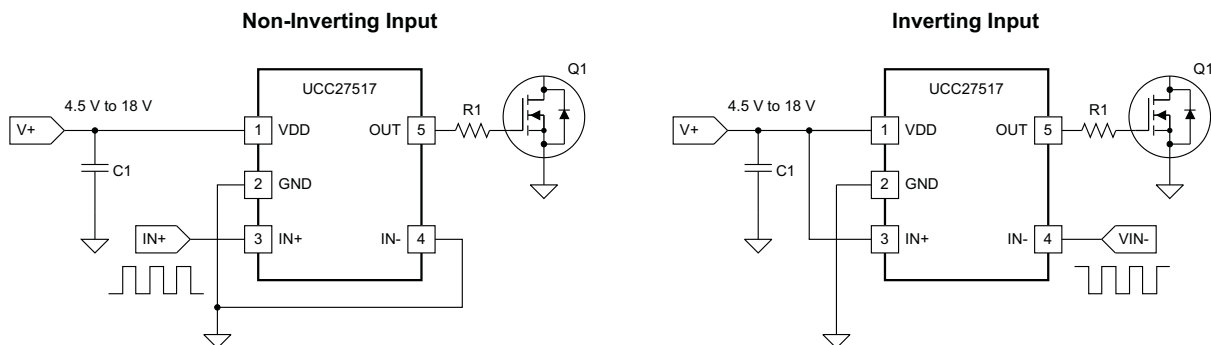 Non-Inverting Input
UCC27517
Q1
4.5 V to 18 V
R1
V+
1
VDD
OUT
5
C1
2
GND
IN+
3
IN+
IN-
4
Inverting Input
UCC27517
Q1
4.5 V to 18 V
R1
V+
1
VDD
OUT
5
C1
2
GND
3
IN+
IN-
4
VIN-